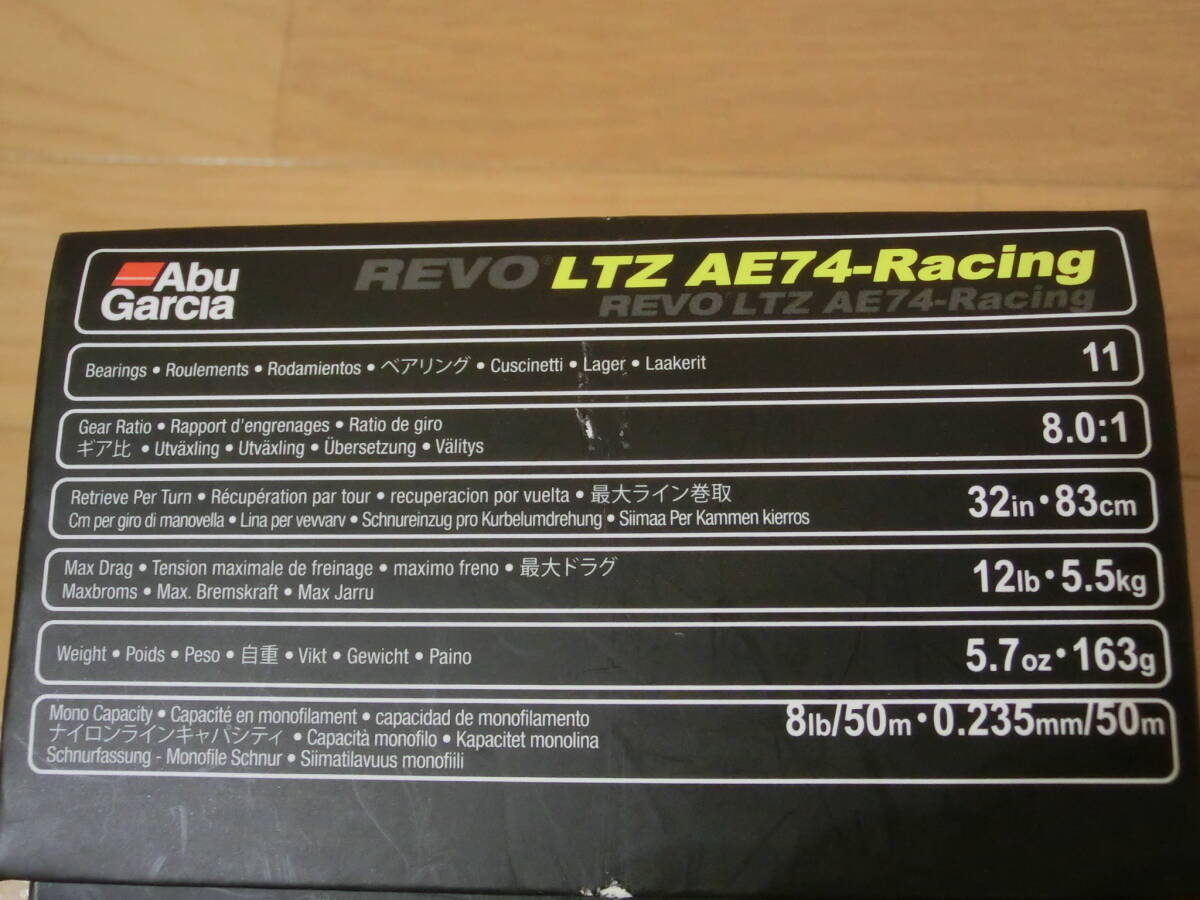 Abu
Garcia
REVO® LTZ AE74-Racing
REVO LTZ AE74-Racing
Bearings • Roulements • Rodamientos • ベアリング • Cuscinetti • Lager • Laakerit
11
Gear Ratio • Rapport d'engrenages • Ratio de giro
ギア比 • Utväxling • Utväxling • Übersetzung • Välitys
8.0:1
Retrieve Per Turn • Récupération par tour • recuperacion por vuelta • 最大ライン巻取
Cm per giro di manovella • Lina per vevvarv • Schnureinzug pro Kurbelumdrehung • Siimaa Per Kammen kierros
32in • 83cm
Max Drag • Tension maximale de freinage • maximo freno • 最大ドラグ
Maxbroms • Max. Bremskraft • Max Jarru
12lb • 5.5kg
Weight • Poids • Peso • 自重 • Vikt • Gewicht • Paino
5.7oz • 163g
Mono Capacity • Capacité en monofilament • capacidad de monofilamento
ナイロンラインキャパシティ • Capacità monofilo • Kapacitet monolina
Schnurfassung - Monofile Schnur • Siimatilavuus monofiili
8lb/50m • 0.235mm/50m